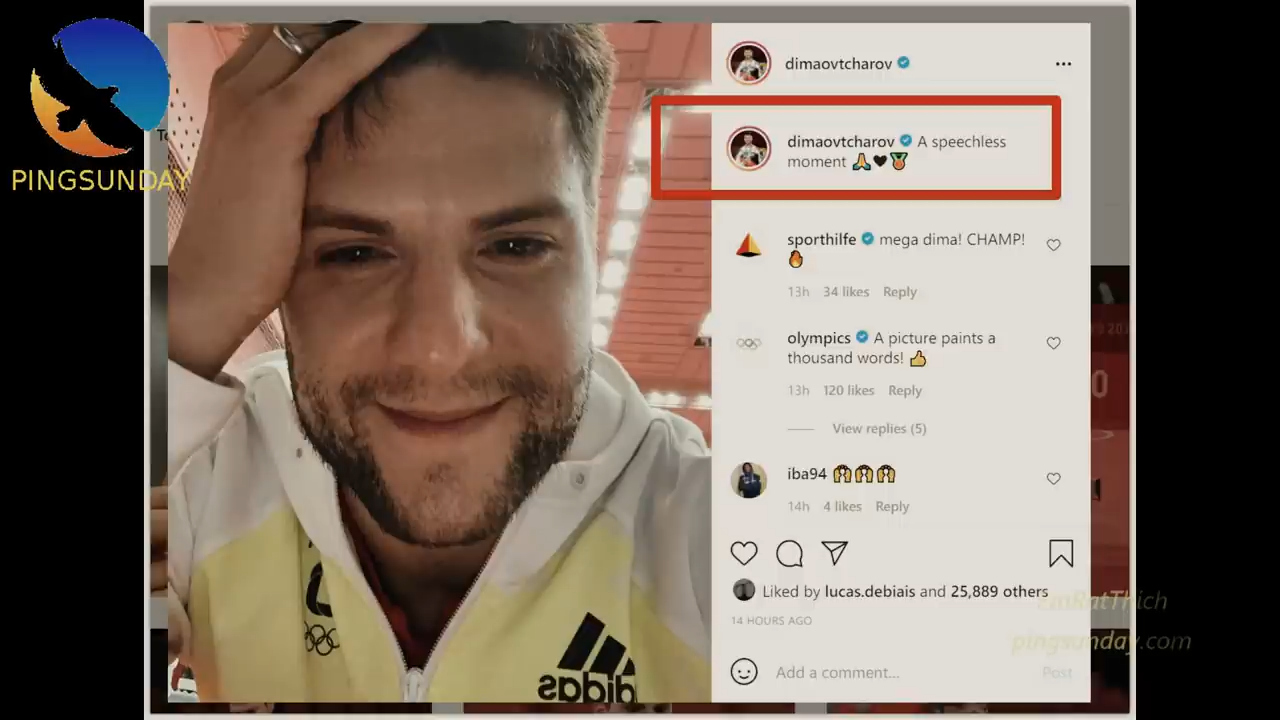 PINGSUNDAY
dimaovtcharov
dimaovtcharov A speechless
moment 🙏🖤🏅
sporthilfe mega dima! CHAMP!
🔥
13h 34 likes Reply
olympics A picture paints a
thousand words! 👍
13h 120 likes Reply
View replies (5)
iba94 🙌🙌🙌
14h 4 likes Reply
Liked by lucas.debiais and 25,889 others
14 HOURS AGO
EmRatThich
pingsunday.com
Add a comment...
Post
adidas